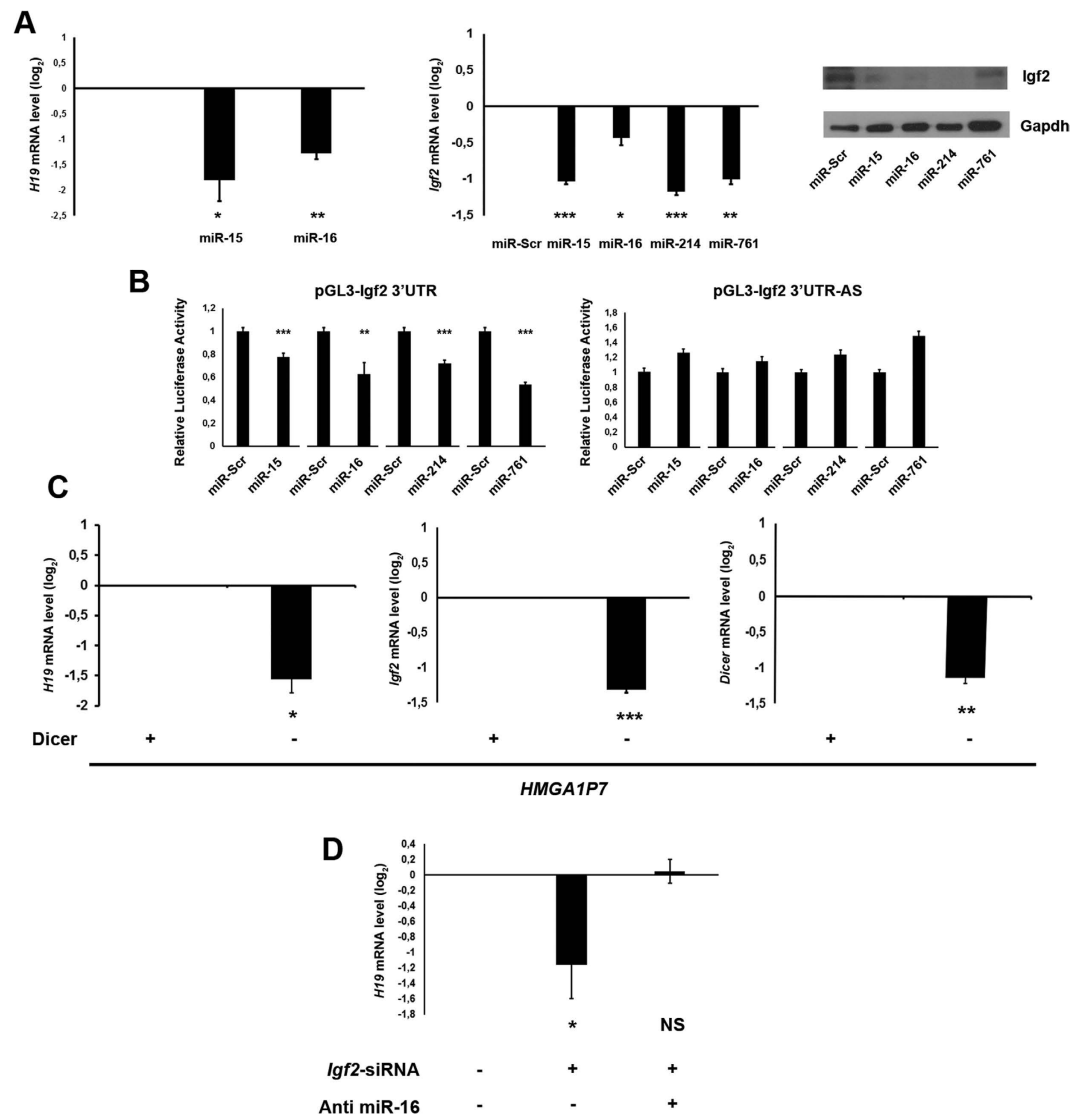 A
H19 mRNA level (log2)
1
0,5
0
-0,5
-1
-1,5
-2
-2,5
* **
miR-15 miR-16
Igf2 mRNA level (log2)
1
0,5
0
-0,5
-1
-1,5
*** * *** **
miR-Scr miR-15 miR-16 miR-214 miR-761
Igf2
Gapdh
miR-Scr miR-15 miR-16 miR-214 miR-761
B
pGL3-Igf2 3'UTR
Relative Luciferase Activity
1,2
1
0,8
0,6
0,4
0,2
0
*** ** *** ***
miR-Scr miR-15 miR-Scr miR-16 miR-Scr miR-214 miR-Scr miR-761
pGL3-Igf2 3'UTR-AS
Relative Luciferase Activity
1,8
1,6
1,4
1,2
1
0,8
0,6
0,4
0,2
0
miR-Scr miR-15 miR-Scr miR-16 miR-Scr miR-214 miR-Scr miR-761
C
H19 mRNA level (log2)
1
0,5
0
-0,5
-1
-1,5
-2
*
Igf2 mRNA level (log2)
1
0,5
0
-0,5
-1
-1,5
***
Dicer mRNA level (log2)
1
0,5
0
-0,5
-1
-1,5
**
Dicer + - + - + -
HMGA1P7
D
H19 mRNA level (log2)
0,4
0,2
0
-0,2
-0,4
-0,6
-0,8
-1
-1,2
-1,4
-1,6
-1,8
* NS
Igf2-siRNA - + +
Anti miR-16 - - +